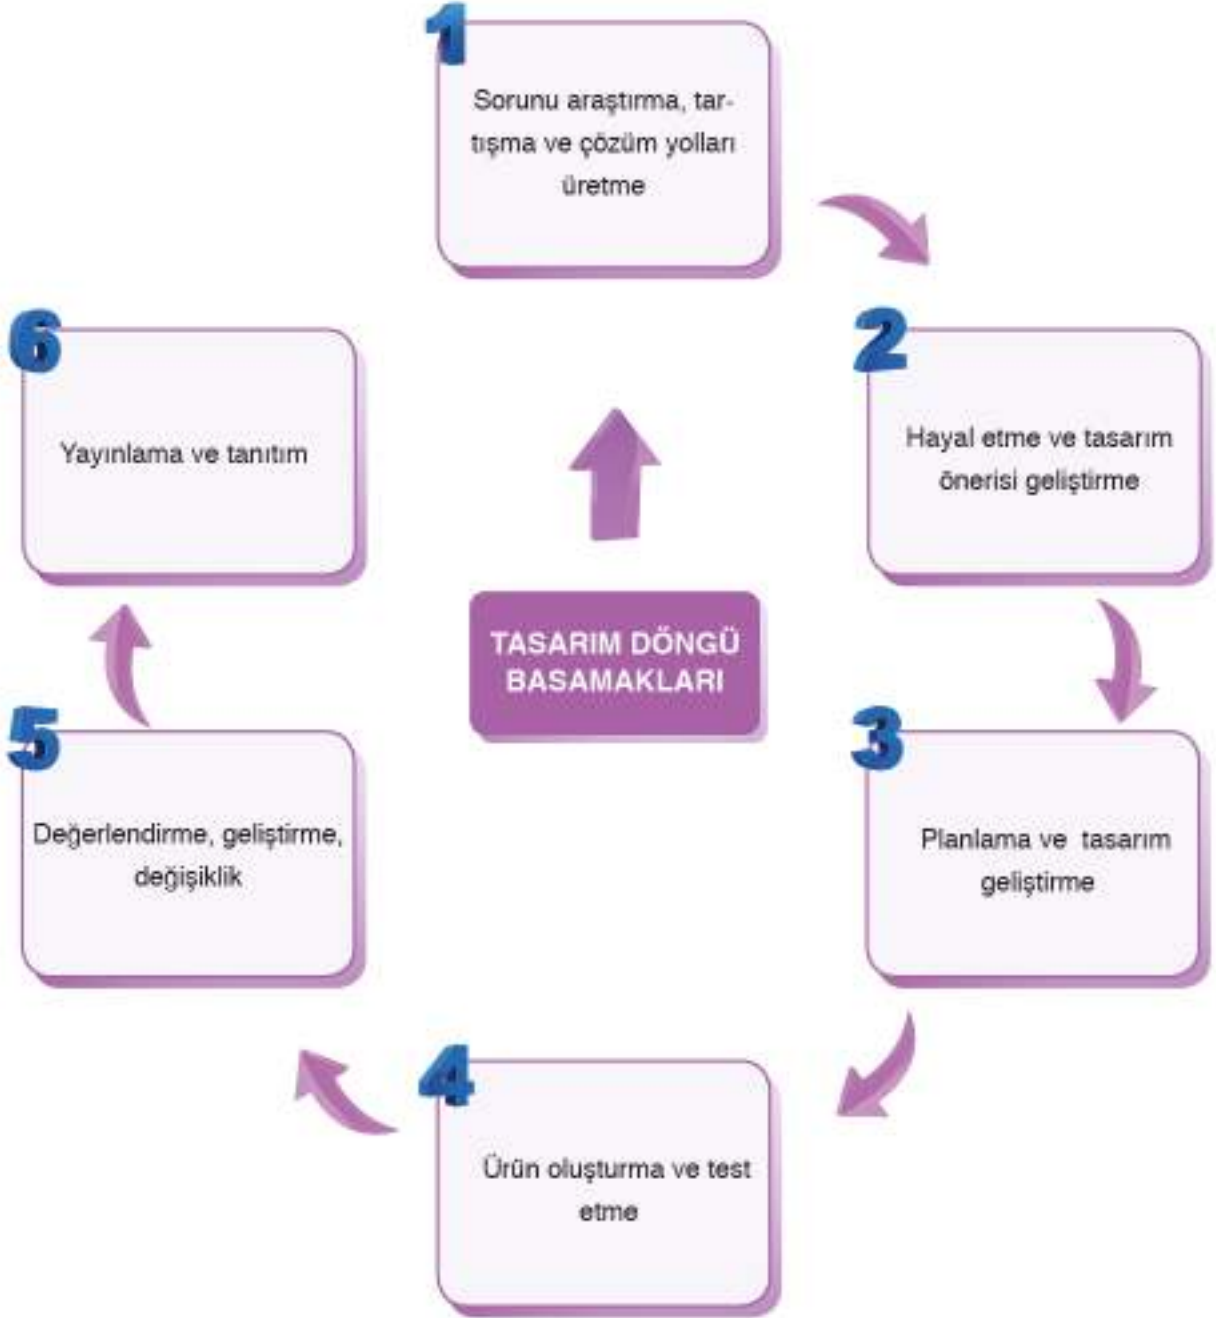 1
Sorunu araştırma, tar-
tışma ve çözüm yolları
üretme
2
Hayal etme ve tasarım
önerisi geliştirme
3
Planlama ve tasarım
geliştirme
4
Ürün oluşturma ve test
etme
5
Değerlendirme, geliştirme,
değişiklik
6
Yayınlama ve tanıtım
TASARIM DÖNGÜ
BASAMAKLARI